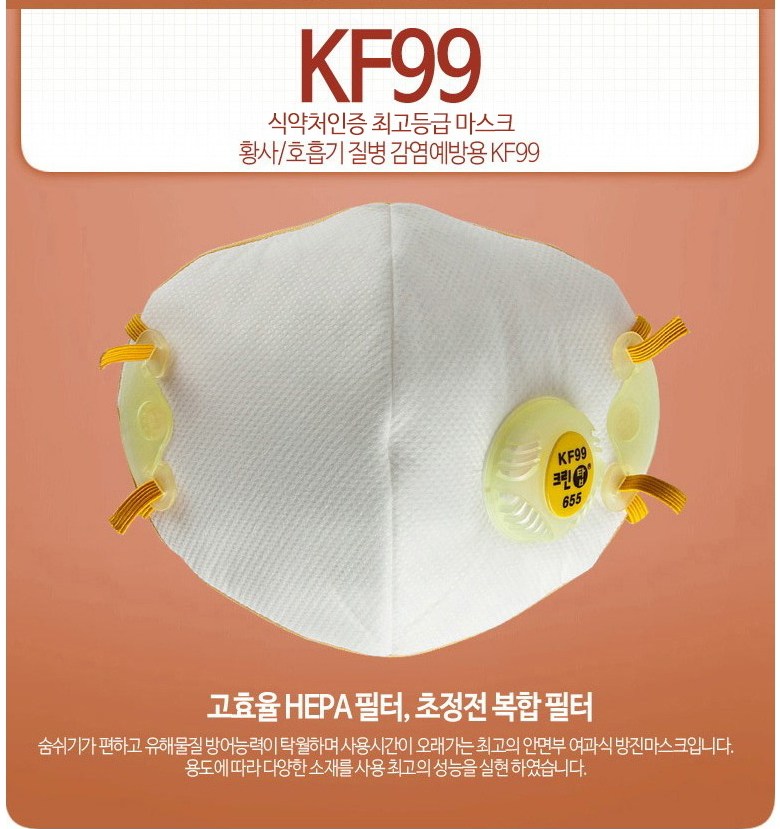 KF99
식약처인증 최고등급 마스크
황사/호흡기 질병 감염예방용 KF99
KF99
크린탑®
655
고효율 HEPA 필터, 초정전 복합 필터
숨쉬기가 편하고 유해물질 방어능력이 탁월하며 사용시간이 오래가는 최고의 안면부 여과식 방진마스크입니다.
용도에 따라 다양한 소재를 사용 최고의 성능을 실현 하였습니다.